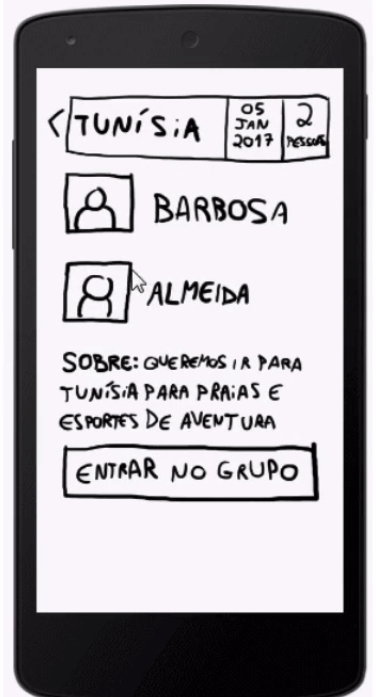 < TUNÍSIA 05 JAN 2017 2 PESSOAS
BARBOSA
ALMEIDA
SOBRE: QUEREMOS IR PARA
TUNÍSIA PARA PRAIAS E
ESPORTES DE AVENTURA
ENTRAR NO GRUPO